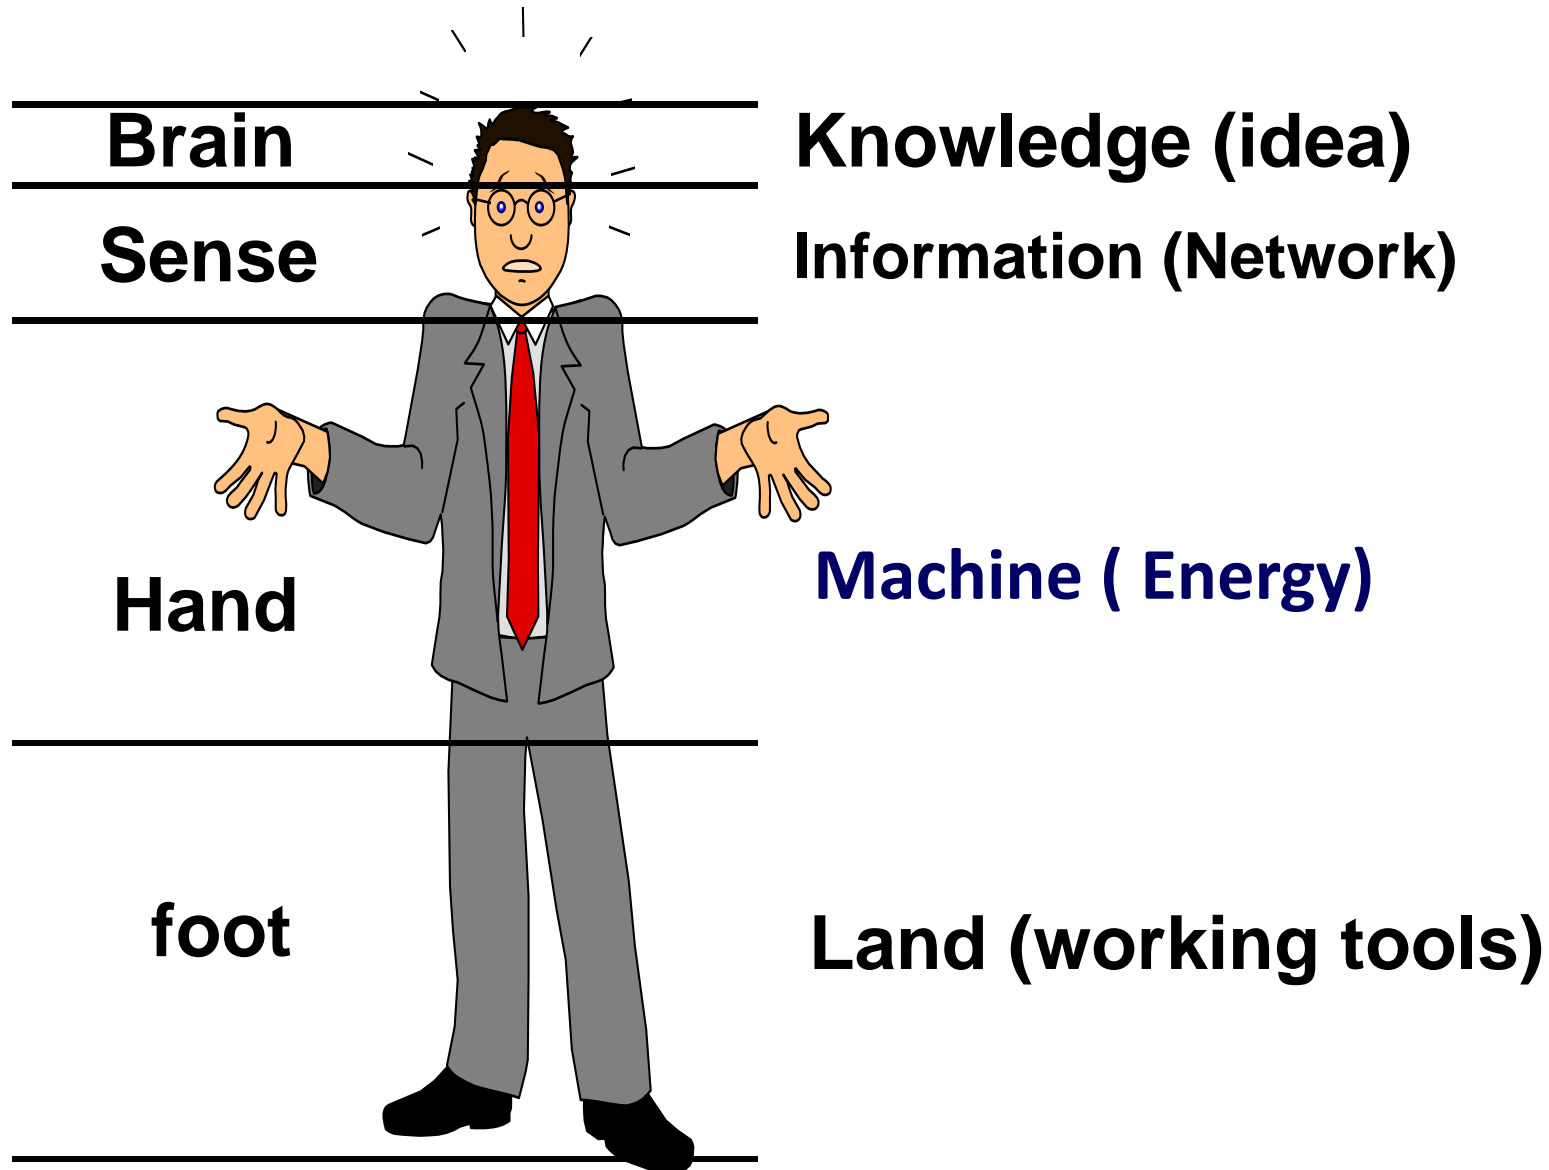 Brain
Knowledge (idea)
Sense
Information (Network)
Hand
Machine ( Energy)
foot
Land (working tools)